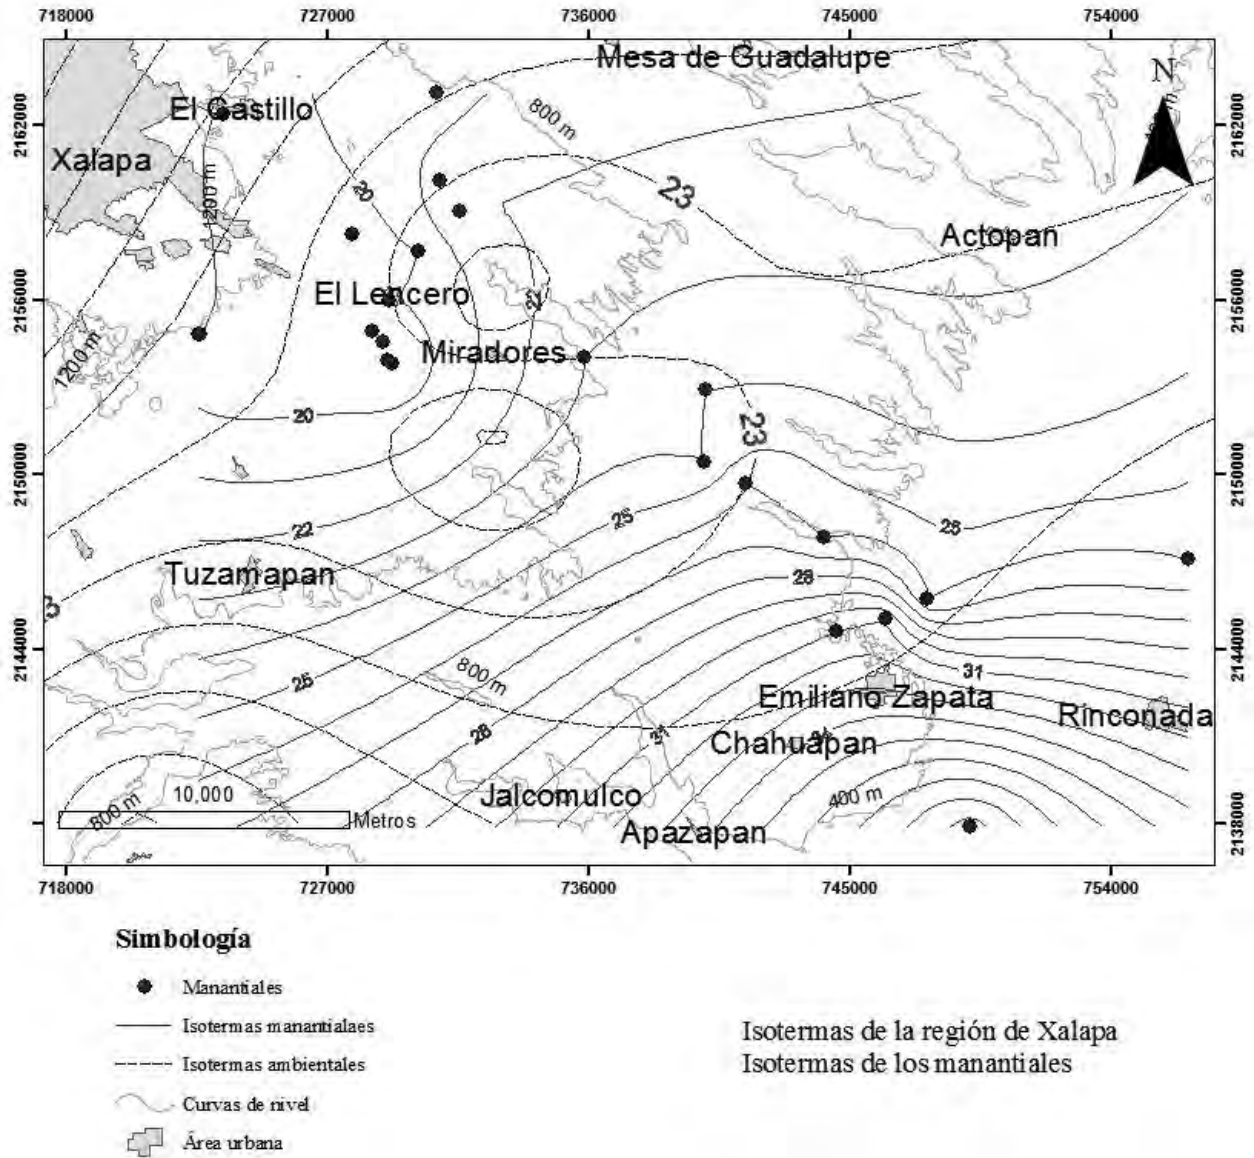 718000 727000 736000 745000 754000
Mesa de Guadalupe
N
2162000
2162000
El Castillo
800 m
Xalapa
20
23
200 m
Actopan
2156000
2156000
El Lencero
21
Miradores
1200 m
20
23
2150000
2150000
22
25
25
Tuzamapan
28
2144000
2144000
25
800 m
31
Emiliano Zapata
Rinconada
28
31
Chahuapan
800 m
10,000
Metros
Jalcomulco
400 m
Apazapan
2138000
2138000
718000 727000 736000 745000 754000
Simbología
Manantiales
Isotermas manantialaes
Isotermas ambientales
Curvas de nivel
Área urbana
Isotermas de la región de Xalapa
Isotermas de los manantiales